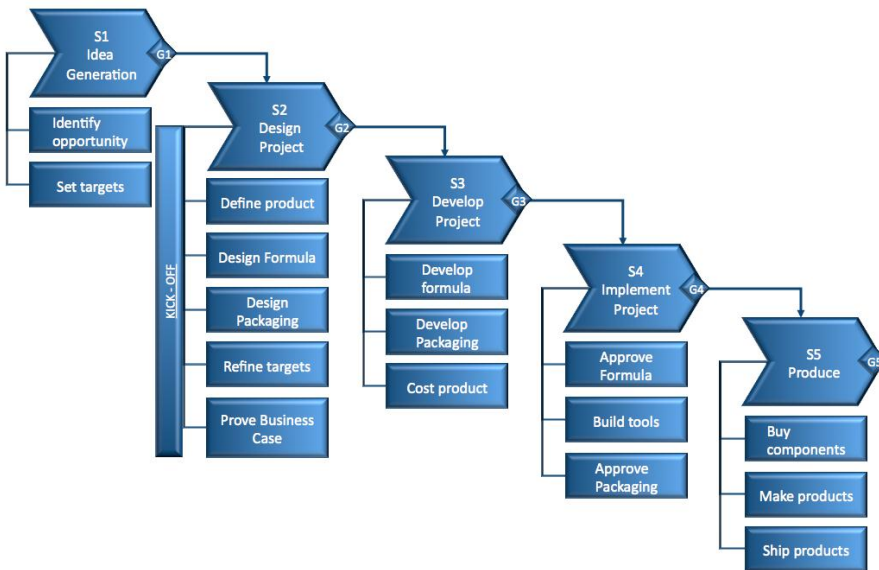 S1
Idea
Generation
G1
Identify
opportunity
Set targets
S2
Design
Project
G2
KICK - OFF
Define product
Design Formula
Design
Packaging
Refine targets
Prove Business
Case
S3
Develop
Project
G3
Develop
formula
Develop
Packaging
Cost product
S4
Implement
Project
G4
Approve
Formula
Build tools
Approve
Packaging
S5
Produce
G5
Buy
components
Make products
Ship products